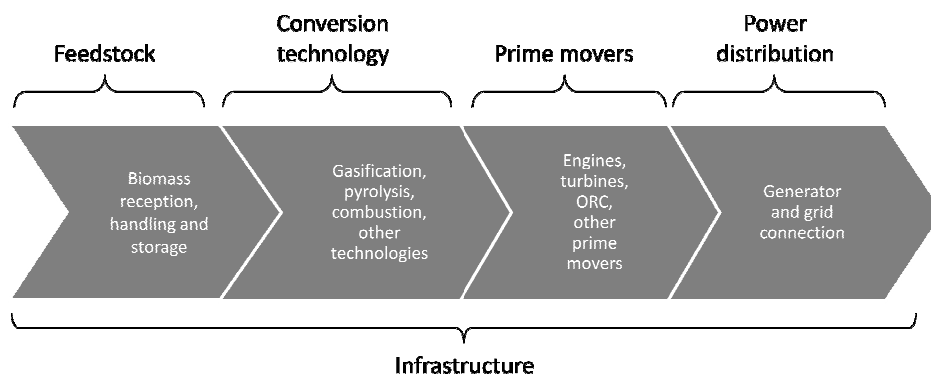 Feedstock
Conversion
technology
Prime movers
Power
distribution
Biomass
reception,
handling and
storage
Gasification,
pyrolysis,
combustion,
other
technologies
Engines,
turbines,
ORC,
other
prime
movers
Generator
and grid
connection
Infrastructure